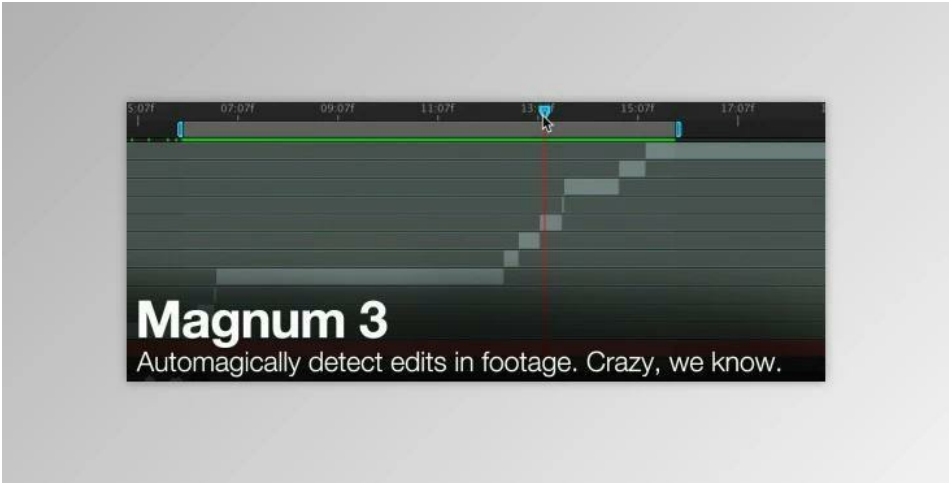 5:07f 07:07f 09:07f 11:07f 15:07f 17:07f
Magnum 3
Automagically detect edits in footage. Crazy, we know.